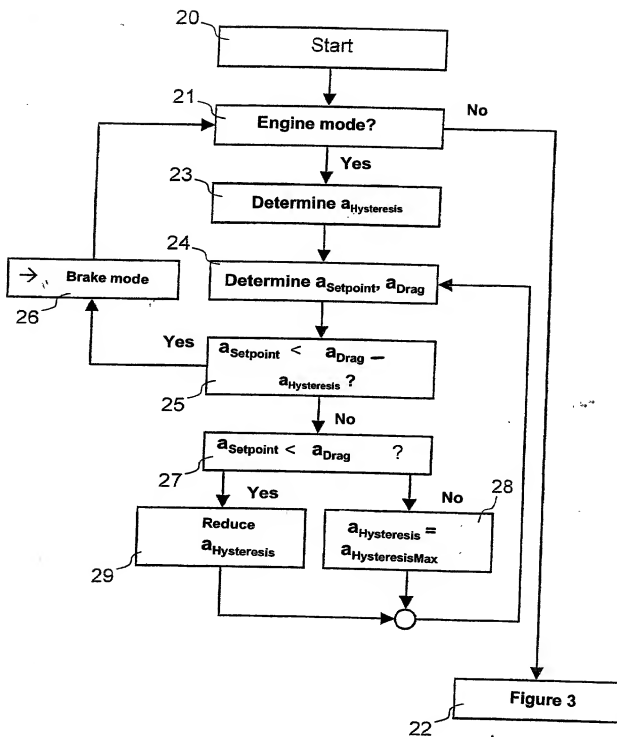 20
Start
21
Engine mode?
No
Yes
23
Determine aHysteresis
24
Determine aSetpoint, aDrag
→ Brake mode
26
Yes
aSetpoint < aDrag –
aHysteresis ?
25
No
aSetpoint < aDrag ?
27
Yes
No
28
Reduce
aHysteresis
29
aHysteresis =
aHysteresisMax
Figure 3
22